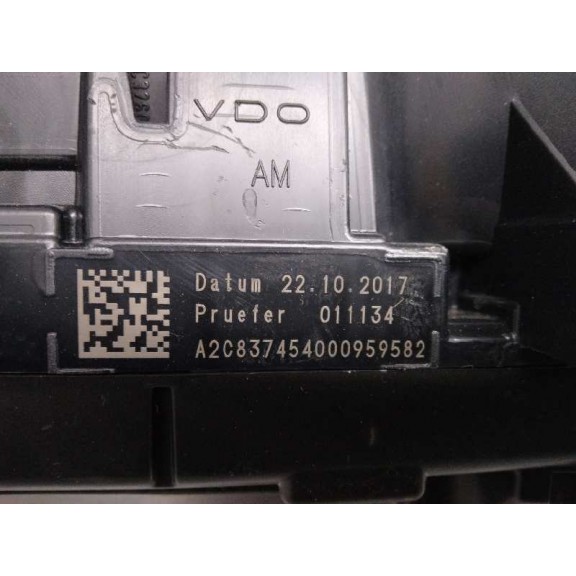 VDO
AM
Datum 22.10.2017
Pruefer 011134
A2C837454000959582